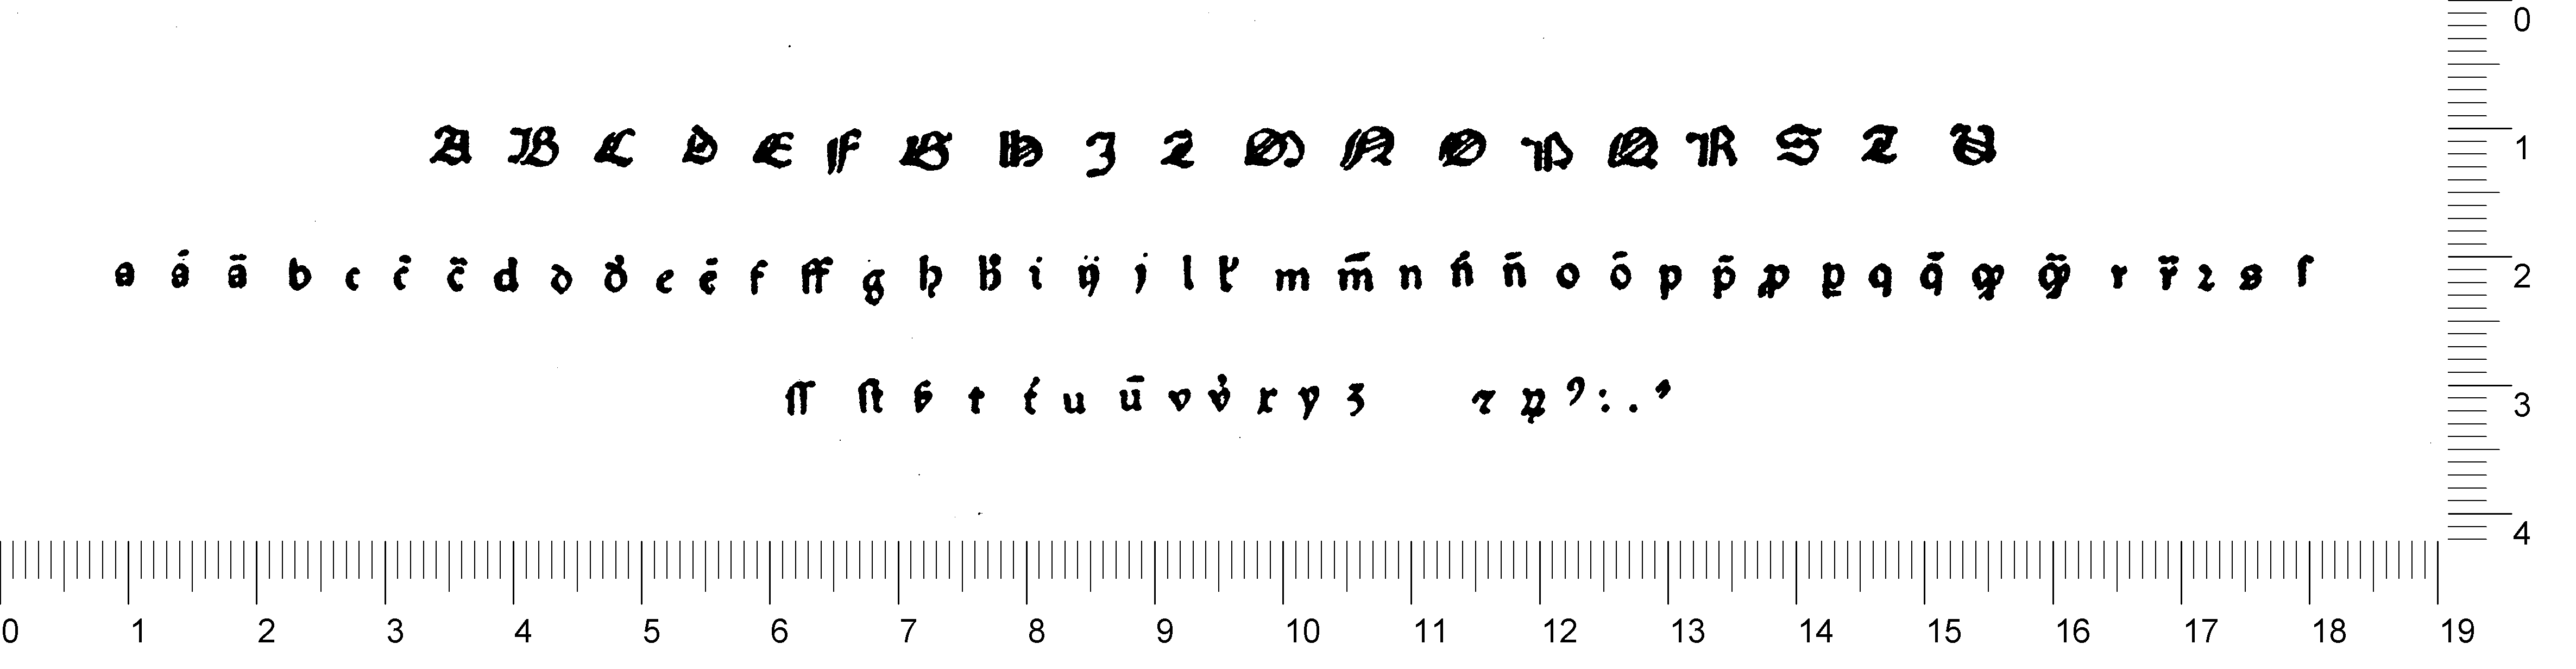 A B C D E F G H J L M N O P Q R S T V
a á ā b c c̄ c̃ d ꝺ ꝺ̇ e ē f ff g h h̃ i ij j l l̃ m m̄ n ń n̄ o ō p p̄ ꝓ ꝑ q q̄ ꝙ ꝙ̃ r r̃ ꝛ s ſ
ſſ ſt ß t t́ u ū v v̇ x y ʒ ⁊ ꝝ ꝰ : . ❜
0
1
2
3
4
0 1 2 3 4 5 6 7 8 9 10 11 12 13 14 15 16 17 18 19